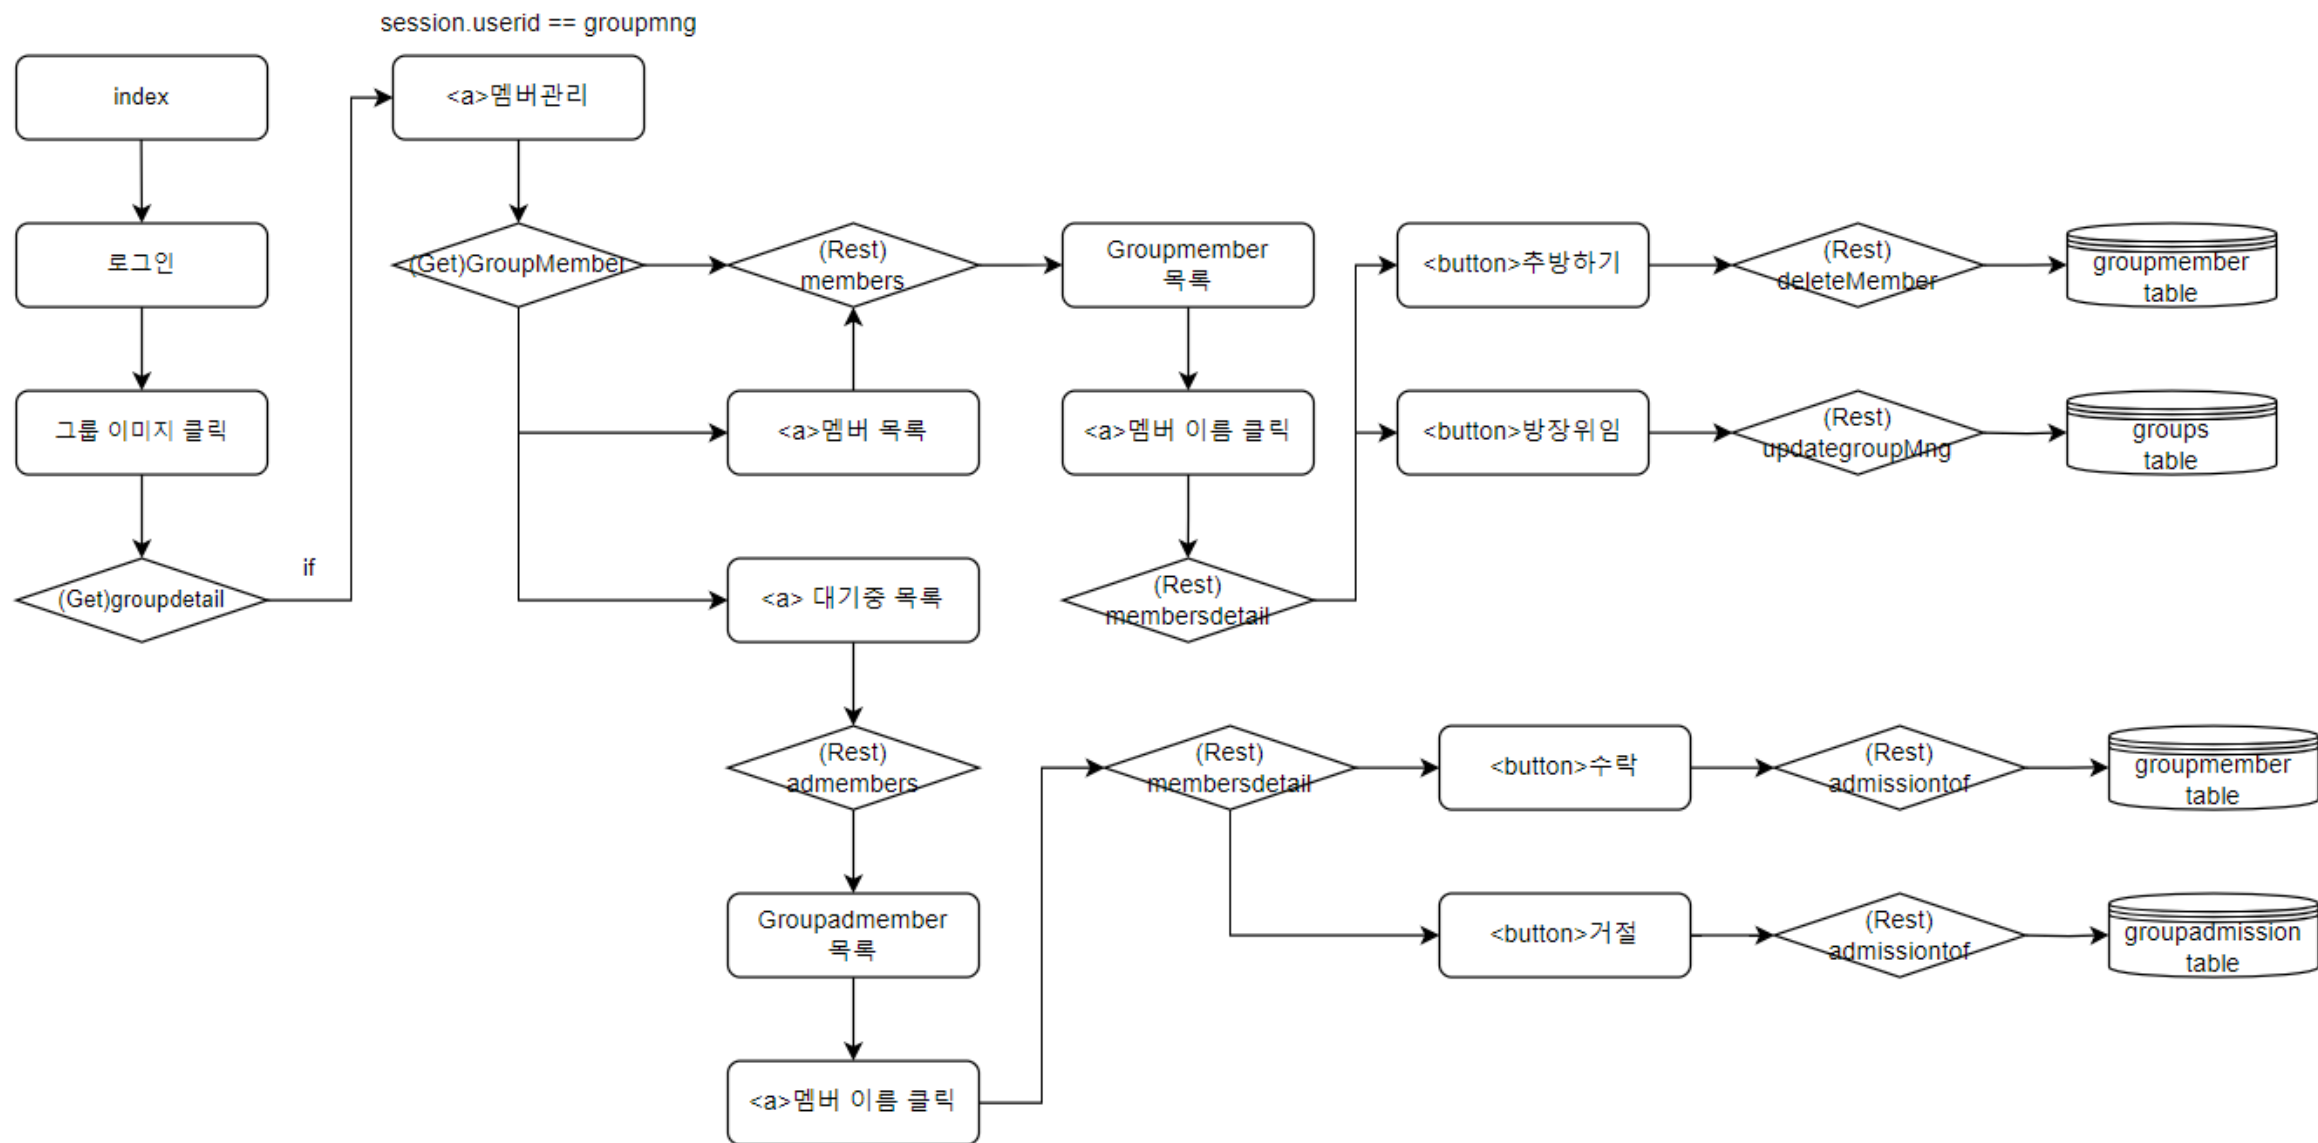 session.userid == groupmng
index
<a>멤버관리
로그인
(Get)GroupMember
(Rest)
members
Groupmember
목록
<button>추방하기
(Rest)
deleteMember
groupmember
table
그룹 이미지 클릭
<a>멤버 목록
<a>멤버 이름 클릭
<button>방장위임
(Rest)
updategroupMng
groups
table
(Get)groupdetail
if
<a> 대기중 목록
(Rest)
membersdetail
(Rest)
admembers
(Rest)
membersdetail
<button>수락
(Rest)
admissiontof
groupmember
table
Groupadmember
목록
<button>거절
(Rest)
admissiontof
groupadmission
table
<a>멤버 이름 클릭